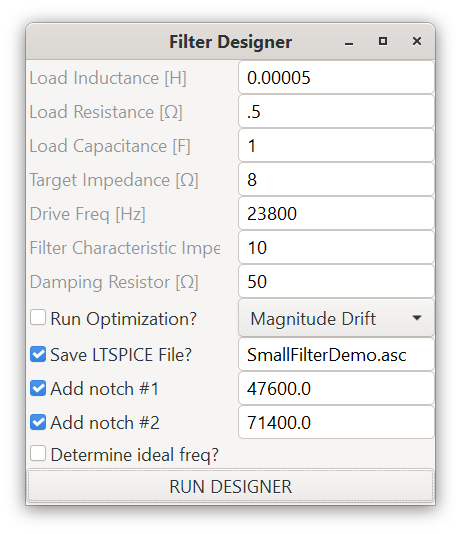 Filter Designer
Load Inductance [H] 0.00005
Load Resistance [Ω] .5
Load Capacitance [F] 1
Target Impedance [Ω] 8
Drive Freq [Hz] 23800
Filter Characteristic Impe 10
Damping Resistor [Ω] 50
Run Optimization? Magnitude Drift
Save LTSPICE File? SmallFilterDemo.asc
Add notch #1 47600.0
Add notch #2 71400.0
Determine ideal freq?
RUN DESIGNER